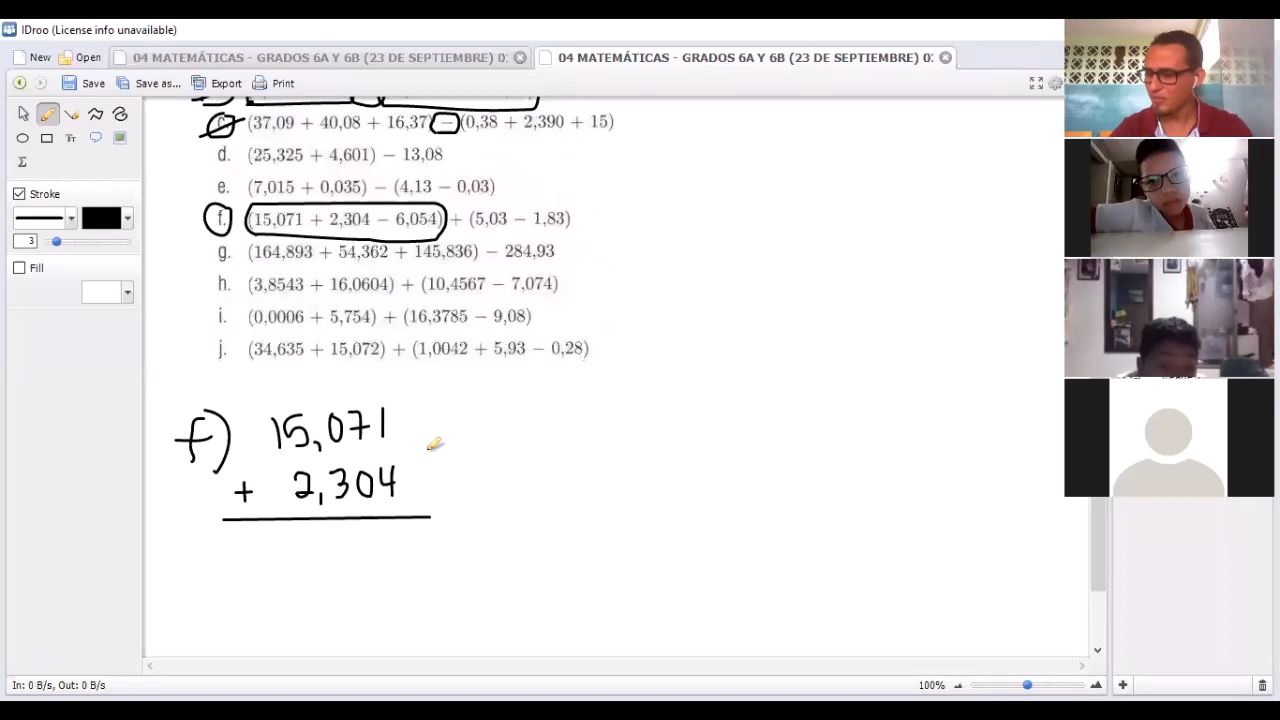 IDroo (License info unavailable)
New Open 04 MATEMÁTICAS - GRADOS 6A Y 6B (23 DE SEPTIEMBRE) 04 MATEMÁTICAS - GRADOS 6A Y 6B (23 DE SEPTIEMBRE)
Save Save as... Export Print
c. (37,09 + 40,08 + 16,37) − (0,38 + 2,390 + 15)
d. (25,325 + 4,601) − 13,08
e. (7,015 + 0,035) − (4,13 − 0,03)
f. (15,071 + 2,304 − 6,054) + (5,03 − 1,83)
g. (164,893 + 54,362 + 145,836) − 284,93
h. (3,8543 + 16,0604) + (10,4567 − 7,074)
i. (0,0006 + 5,754) + (16,3785 − 9,08)
j. (34,635 + 15,072) + (1,0042 + 5,93 − 0,28)
Stroke
3
Fill
f) 15,071
+ 2,304
In: 0 B/s, Out: 0 B/s
100%